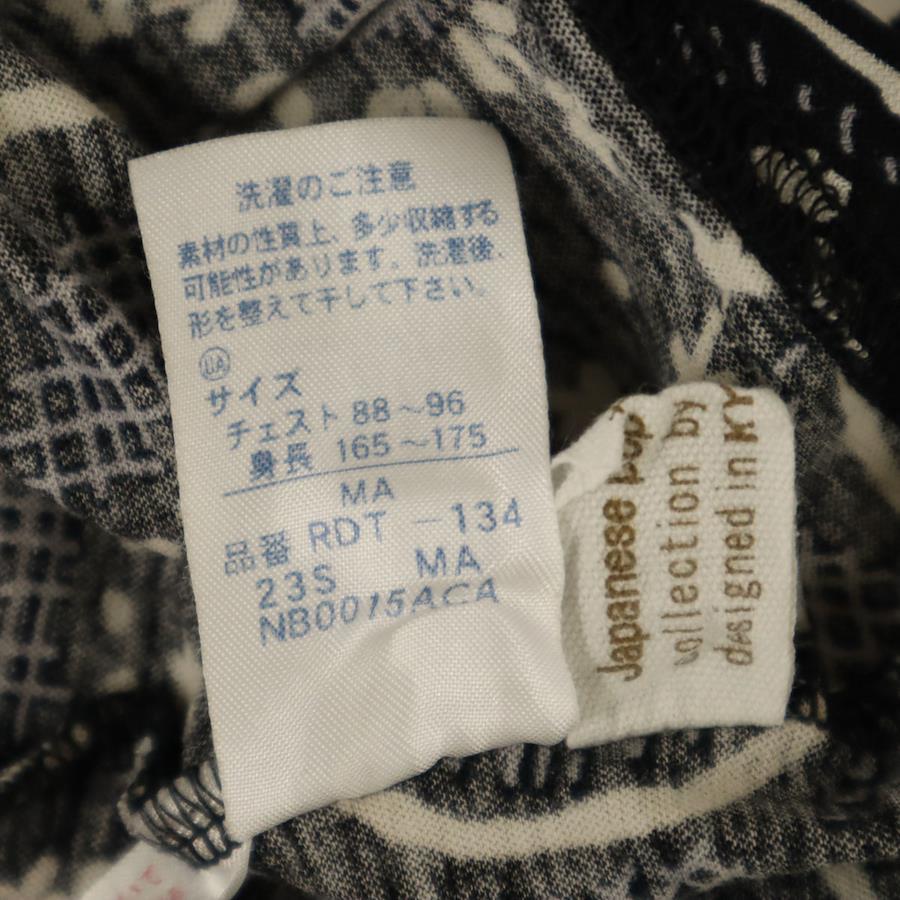 洗濯のご注意
素材の性質上、多少収縮する
可能性があります。洗濯後、
形を整えて干して下さい。
UA
サイズ
チェスト 88～96
身長 165～175
MA
品番 RDT －134
23S MA
NB0015ACA
Japanese pop
collection by
designed in KY